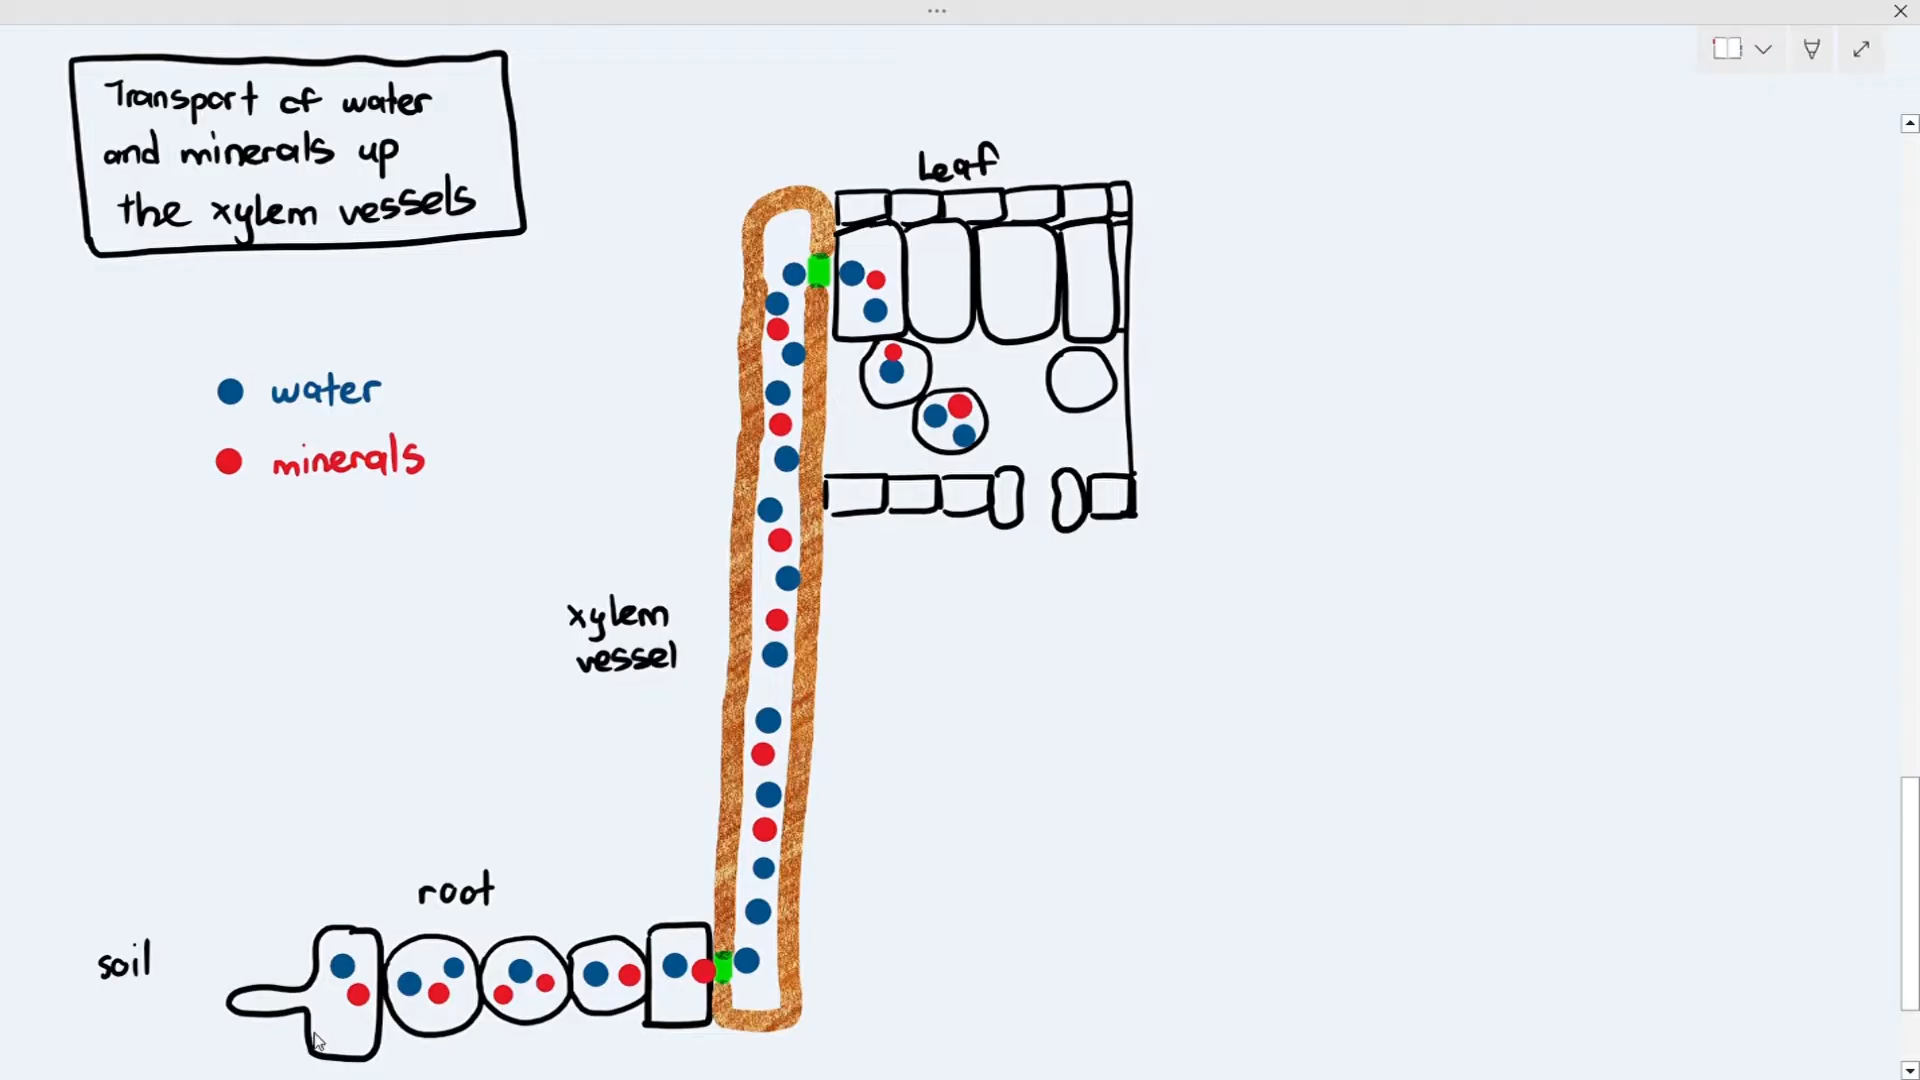 Transport of water
and minerals up
the xylem vessels
Leaf
water
minerals
xylem
vessel
root
soil